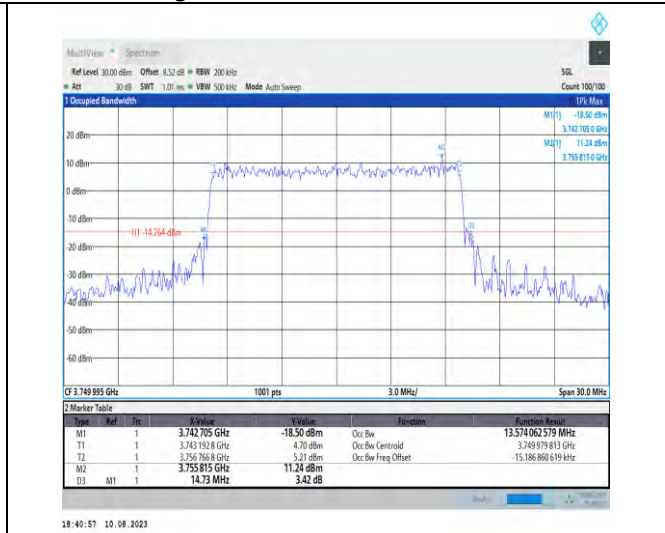 MultiView Spectrum
Ref Level 30.00 dBm Offset 8.52 dB RBW 200 kHz SGL
Att 30 dB SWT 1.01 ms VBW 500 kHz Mode Auto Sweep Count 100/100
1 Occupied Bandwidth 1Pk Max
M1[1] -18.50 dBm
3.742 705 0 GHz
M2[1] 11.24 dBm
3.755 815 0 GHz
20 dBm
M2
10 dBm
0 dBm
-10 dBm
H1 -14.764 dBm M1 D3
-20 dBm
-30 dBm
-40 dBm
-50 dBm
-60 dBm
CF 3.749 995 GHz 1001 pts 3.0 MHz/ Span 30.0 MHz
2 Marker Table
Type Ref Trc X-Value Y-Value Function Function Result
M1 1 3.742705 GHz -18.50 dBm Occ Bw 13.574 062 579 MHz
T1 1 3.743 192 8 GHz 4.70 dBm Occ Bw Centroid 3.749 979 813 GHz
T2 1 3.756 766 8 GHz 5.21 dBm Occ Bw Freq Offset -15.186 860 619 kHz
M2 1 3.755815 GHz 11.24 dBm
D3 M1 1 14.73 MHz 3.42 dB
18:40:57 10.08.2023